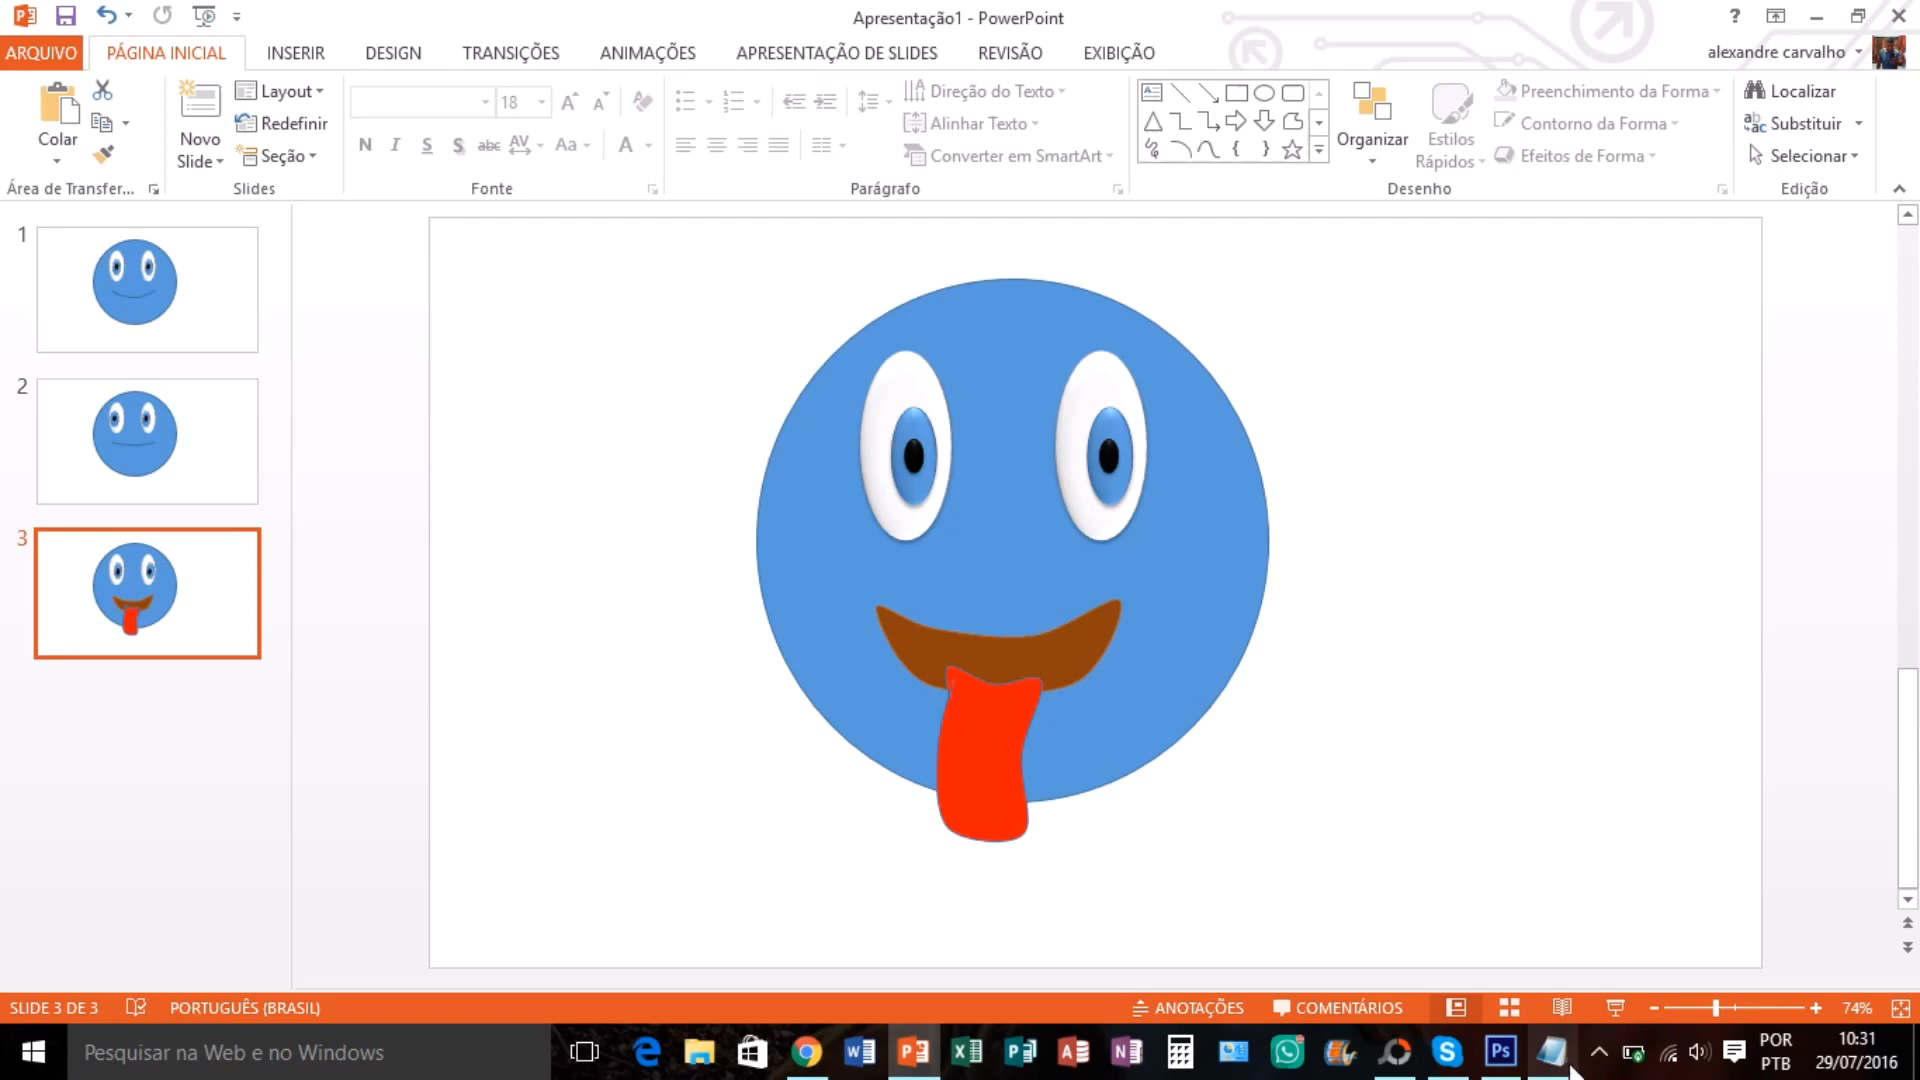 Apresentação1 - PowerPoint
?
ARQUIVO PÁGINA INICIAL INSERIR DESIGN TRANSIÇÕES ANIMAÇÕES APRESENTAÇÃO DE SLIDES REVISÃO EXIBIÇÃO alexandre carvalho
Colar
Novo Slide
Layout
Redefinir
Seção
18
N I S S abc AV Aa A
Direção do Texto
Alinhar Texto
Converter em SmartArt
Organizar
Estilos Rápidos
Preenchimento da Forma
Contorno da Forma
Efeitos de Forma
Localizar
Substituir
Selecionar
Área de Transfer... Slides Fonte Parágrafo Desenho Edição
1
2
3
SLIDE 3 DE 3 PORTUGUÊS (BRASIL) ANOTAÇÕES COMENTÁRIOS 74%
Pesquisar na Web e no Windows
POR
PTB
10:31
29/07/2016